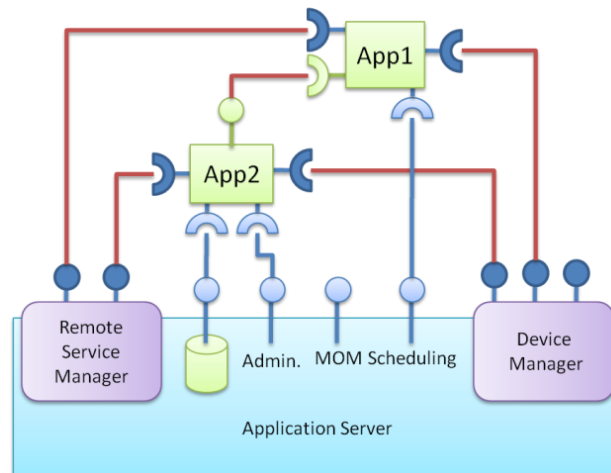 App1
App2
Remote
Service
Manager
Admin.
MOM Scheduling
Device
Manager
Application Server